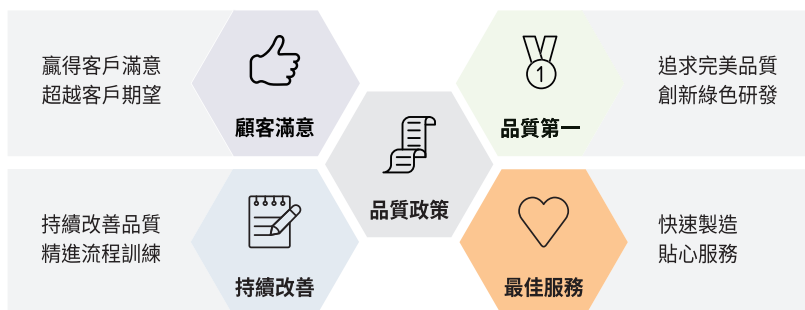 贏得客戶滿意
超越客戶期望
顧客滿意
1
品質第一
追求完美品質
創新綠色研發
品質政策
持續改善品質
精進流程訓練
持續改善
最佳服務
快速製造
貼心服務